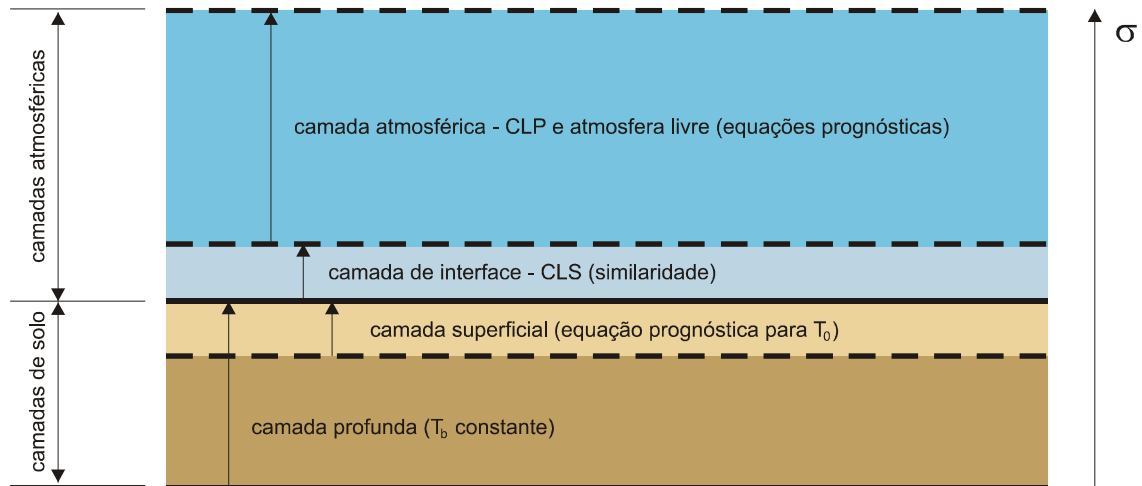 camadas atmosféricas
camadas de solo
camada atmosférica - CLP e atmosfera livre (equações prognósticas)
camada de interface - CLS (similaridade)
camada superficial (equação prognóstica para T₀)
camada profunda (T_b constante)
σ